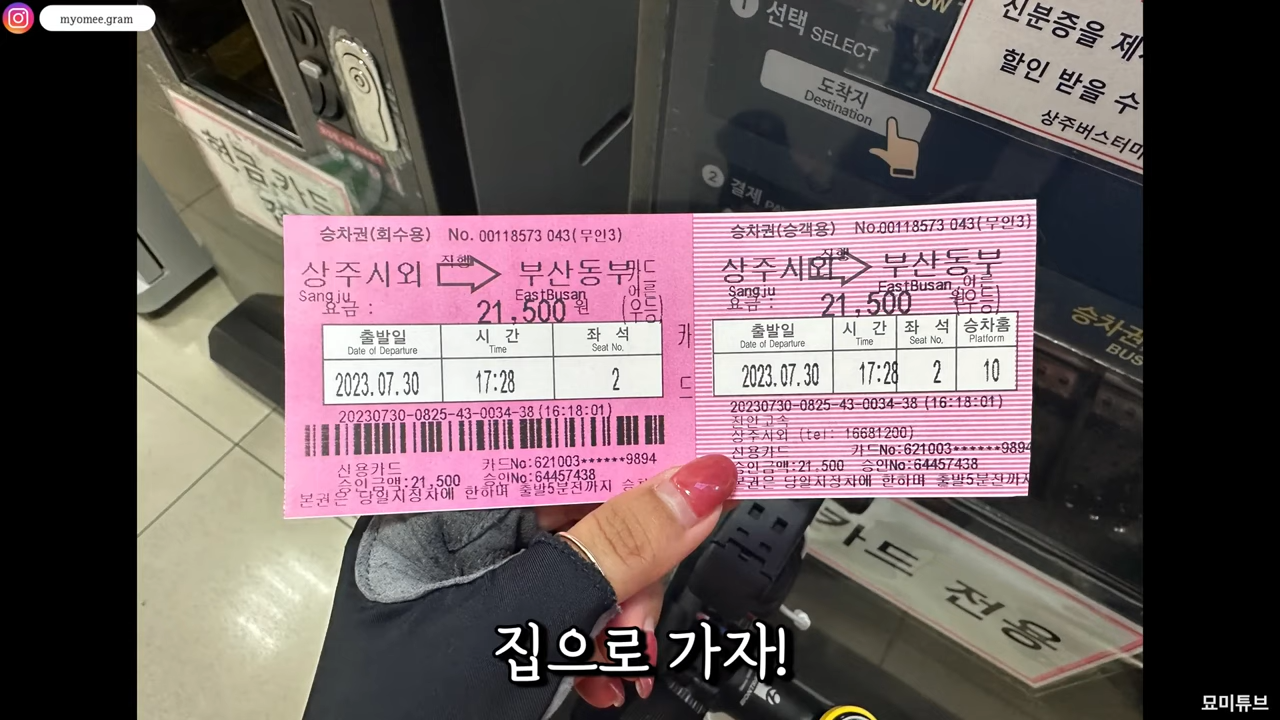 myomee.gram
NOW
1 선택 SELECT
도착지
Destination
2 결제
신분증을 제
할인 받을 수
상주버스터미
현금.카드
승차권
BUS
승차권(회수용) No. 00118573 043(무인3)
직행
상주시외 부산동부
Sangju EastBusan
요금 : 21,500 원 (우등)
출발일 시 간 좌 석
Date of Departure Time Seat No.
2023.07.30 17:28 2
20230730-0825-43-0034-38(16:18:01)
신용카드 카드No:621003******9894
승인금액:21,500 승인No:64457438
본권은 당일지정차에 한하며 출발5분전까지 승차
승차권(승객용) No.00118573 043(무인3)
직행
상주시외 부산동부
Sangju EastBusan
요금 : 21,500 원 (우등)
출발일 시 간 좌 석 승차홈
Date of Departure Time Seat No. Platform
2023.07.30 17:28 2 10
20230730-0825-43-0034-38(16:18:01)
진안고속
상주시외 (tel: 16681200)
신용카드 카드No:621003******9894
승인금액:21,500 승인No:64457438
본권은 당일지정차에 한하며 출발5분전까지
카드 전용
집으로 가자!
묘미튜브